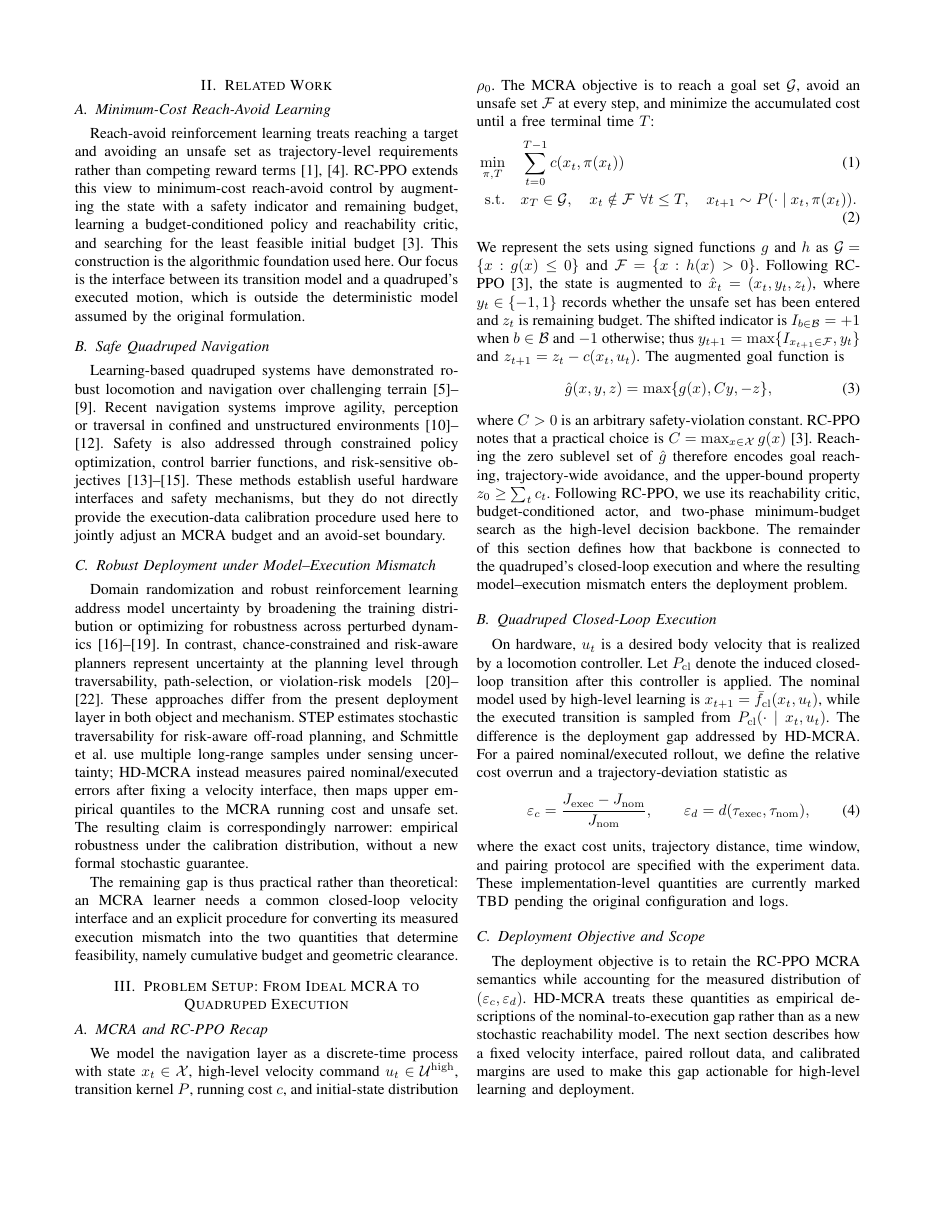 II. RELATED WORK
A. Minimum-Cost Reach-Avoid Learning
Reach-avoid reinforcement learning treats reaching a target
and avoiding an unsafe set as trajectory-level requirements
rather than competing reward terms [1], [4]. RC-PPO extends
this view to minimum-cost reach-avoid control by augment-
ing the state with a safety indicator and remaining budget,
learning a budget-conditioned policy and reachability critic,
and searching for the least feasible initial budget [3]. This
construction is the algorithmic foundation used here. Our focus
is the interface between its transition model and a quadruped's
executed motion, which is outside the deterministic model
assumed by the original formulation.
B. Safe Quadruped Navigation
Learning-based quadruped systems have demonstrated ro-
bust locomotion and navigation over challenging terrain [5]–
[9]. Recent navigation systems improve agility, perception
or traversal in confined and unstructured environments [10]–
[12]. Safety is also addressed through constrained policy
optimization, control barrier functions, and risk-sensitive ob-
jectives [13]–[15]. These methods establish useful hardware
interfaces and safety mechanisms, but they do not directly
provide the execution-data calibration procedure used here to
jointly adjust an MCRA budget and an avoid-set boundary.
C. Robust Deployment under Model–Execution Mismatch
Domain randomization and robust reinforcement learning
address model uncertainty by broadening the training distri-
bution or optimizing for robustness across perturbed dynam-
ics [16]–[19]. In contrast, chance-constrained and risk-aware
planners represent uncertainty at the planning level through
traversability, path-selection, or violation-risk models [20]–
[22]. These approaches differ from the present deployment
layer in both object and mechanism. STEP estimates stochastic
traversability for risk-aware off-road planning, and Schmittle
et al. use multiple long-range samples under sensing uncer-
tainty; HD-MCRA instead measures paired nominal/executed
errors after fixing a velocity interface, then maps upper em-
pirical quantiles to the MCRA running cost and unsafe set.
The resulting claim is correspondingly narrower: empirical
robustness under the calibration distribution, without a new
formal stochastic guarantee.
The remaining gap is thus practical rather than theoretical:
an MCRA learner needs a common closed-loop velocity
interface and an explicit procedure for converting its measured
execution mismatch into the two quantities that determine
feasibility, namely cumulative budget and geometric clearance.
III. PROBLEM SETUP: FROM IDEAL MCRA TO
QUADRUPED EXECUTION
A. MCRA and RC-PPO Recap
We model the navigation layer as a discrete-time process
with state x_t ∈ 𝒳, high-level velocity command u_t ∈ 𝒰^high,
transition kernel P, running cost c, and initial-state distribution
ρ_0. The MCRA objective is to reach a goal set 𝒢, avoid an
unsafe set ℱ at every step, and minimize the accumulated cost
until a free terminal time T:
min_{π,T} ∑_{t=0}^{T−1} c(x_t, π(x_t)) (1)
s.t. x_T ∈ 𝒢, x_t ∉ ℱ ∀t ≤ T, x_{t+1} ∼ P(· | x_t, π(x_t)).
(2)
We represent the sets using signed functions g and h as 𝒢 =
{x : g(x) ≤ 0} and ℱ = {x : h(x) > 0}. Following RC-
PPO [3], the state is augmented to x̂_t = (x_t, y_t, z_t), where
y_t ∈ {−1, 1} records whether the unsafe set has been entered
and z_t is remaining budget. The shifted indicator is I_{b∈ℬ} = +1
when b ∈ ℬ and −1 otherwise; thus y_{t+1} = max{I_{x_{t+1}∈ℱ}, y_t}
and z_{t+1} = z_t − c(x_t, u_t). The augmented goal function is
ĝ(x, y, z) = max{g(x), Cy, −z}, (3)
where C > 0 is an arbitrary safety-violation constant. RC-PPO
notes that a practical choice is C = max_{x∈𝒳} g(x) [3]. Reach-
ing the zero sublevel set of ĝ therefore encodes goal reach-
ing, trajectory-wide avoidance, and the upper-bound property
z_0 ≥ ∑_t c_t. Following RC-PPO, we use its reachability critic,
budget-conditioned actor, and two-phase minimum-budget
search as the high-level decision backbone. The remainder
of this section defines how that backbone is connected to
the quadruped's closed-loop execution and where the resulting
model–execution mismatch enters the deployment problem.
B. Quadruped Closed-Loop Execution
On hardware, u_t is a desired body velocity that is realized
by a locomotion controller. Let P_cl denote the induced closed-
loop transition after this controller is applied. The nominal
model used by high-level learning is x_{t+1} = f̄_cl(x_t, u_t), while
the executed transition is sampled from P_cl(· | x_t, u_t). The
difference is the deployment gap addressed by HD-MCRA.
For a paired nominal/executed rollout, we define the relative
cost overrun and a trajectory-deviation statistic as
ε_c = (J_exec − J_nom) / J_nom, ε_d = d(τ_exec, τ_nom), (4)
where the exact cost units, trajectory distance, time window,
and pairing protocol are specified with the experiment data.
These implementation-level quantities are currently marked
TBD pending the original configuration and logs.
C. Deployment Objective and Scope
The deployment objective is to retain the RC-PPO MCRA
semantics while accounting for the measured distribution of
(ε_c, ε_d). HD-MCRA treats these quantities as empirical de-
scriptions of the nominal-to-execution gap rather than as a new
stochastic reachability model. The next section describes how
a fixed velocity interface, paired rollout data, and calibrated
margins are used to make this gap actionable for high-level
learning and deployment.